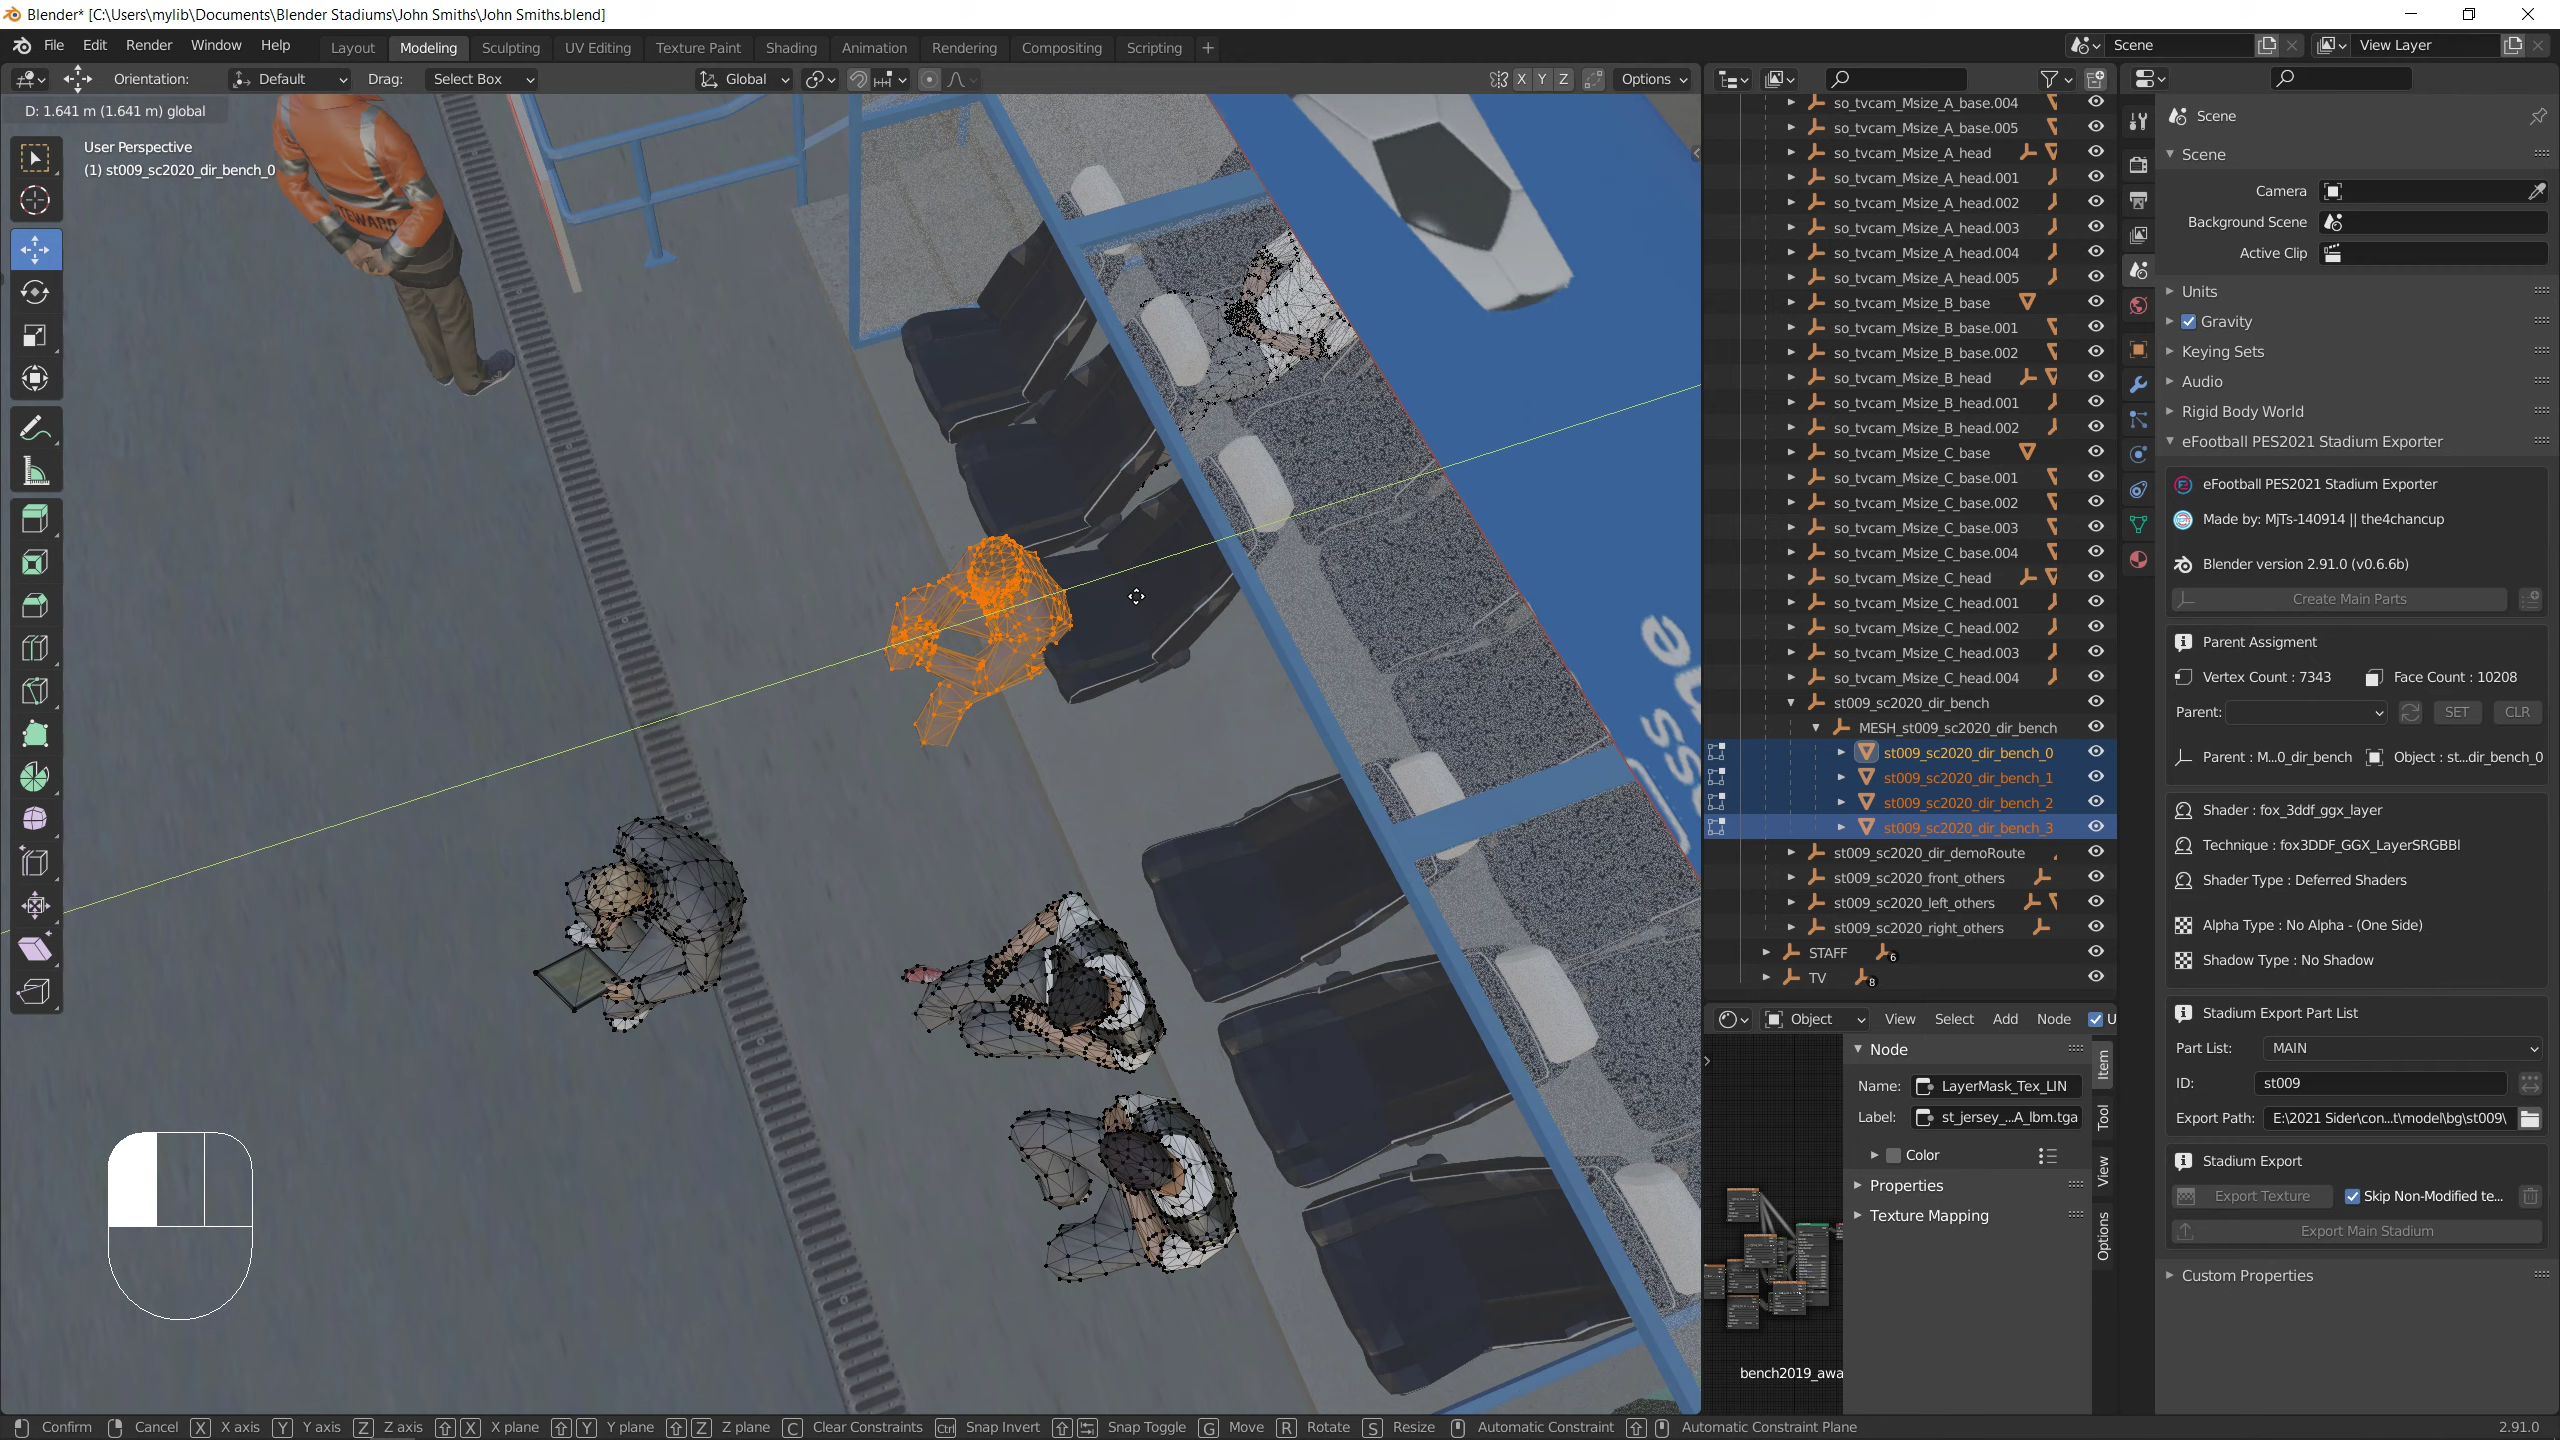 Blender* [C:\Users\mylib\Documents\Blender Stadiums\John Smiths\John Smiths.blend]
File Edit Render Window Help Layout Modeling Sculpting UV Editing Texture Paint Shading Animation Rendering Compositing Scripting + Scene View Layer
Orientation: Default Drag: Select Box Global X Y Z Options
D: 1.641 m (1.641 m) global
User Perspective
(1) st009_sc2020_dir_bench_0
TEWARD
so_tvcam_Msize_A_base.004
so_tvcam_Msize_A_base.005
so_tvcam_Msize_A_head
so_tvcam_Msize_A_head.001
so_tvcam_Msize_A_head.002
so_tvcam_Msize_A_head.003
so_tvcam_Msize_A_head.004
so_tvcam_Msize_A_head.005
so_tvcam_Msize_B_base
so_tvcam_Msize_B_base.001
so_tvcam_Msize_B_base.002
so_tvcam_Msize_B_head
so_tvcam_Msize_B_head.001
so_tvcam_Msize_B_head.002
so_tvcam_Msize_C_base
so_tvcam_Msize_C_base.001
so_tvcam_Msize_C_base.002
so_tvcam_Msize_C_base.003
so_tvcam_Msize_C_base.004
so_tvcam_Msize_C_head
so_tvcam_Msize_C_head.001
so_tvcam_Msize_C_head.002
so_tvcam_Msize_C_head.003
so_tvcam_Msize_C_head.004
st009_sc2020_dir_bench
MESH_st009_sc2020_dir_bench
st009_sc2020_dir_bench_0
st009_sc2020_dir_bench_1
st009_sc2020_dir_bench_2
st009_sc2020_dir_bench_3
st009_sc2020_dir_demoRoute
st009_sc2020_front_others
st009_sc2020_left_others
st009_sc2020_right_others
STAFF 6
TV 8
Object View Select Add Node U
Node
Name: LayerMask_Tex_LIN
Label: st_jersey_...A_lbm.tga
Color
Properties
Texture Mapping
Item
Tool
View
Options
bench2019_awa
Scene
Scene
Camera
Background Scene
Active Clip
Units
Gravity
Keying Sets
Audio
Rigid Body World
eFootball PES2021 Stadium Exporter
eFootball PES2021 Stadium Exporter
Made by: MjTs-140914 || the4chancup
Blender version 2.91.0 (v0.6.6b)
Create Main Parts
Parent Assigment
Vertex Count : 7343 Face Count : 10208
Parent: SET CLR
Parent : M...0_dir_bench Object : st...dir_bench_0
Shader : fox_3ddf_ggx_layer
Technique : fox3DDF_GGX_LayerSRGBBl
Shader Type : Deferred Shaders
Alpha Type : No Alpha - (One Side)
Shadow Type : No Shadow
Stadium Export Part List
Part List: MAIN
ID: st009
Export Path: E:\2021 Sider\con...t\model\bg\st009\
Stadium Export
Export Texture Skip Non-Modified te...
Export Main Stadium
Custom Properties
Confirm Cancel X X axis Y Y axis Z Z axis X X plane Y Y plane Z Z plane C Clear Constraints Ctrl Snap Invert Snap Toggle G Move R Rotate S Resize Automatic Constraint Automatic Constraint Plane 2.91.0